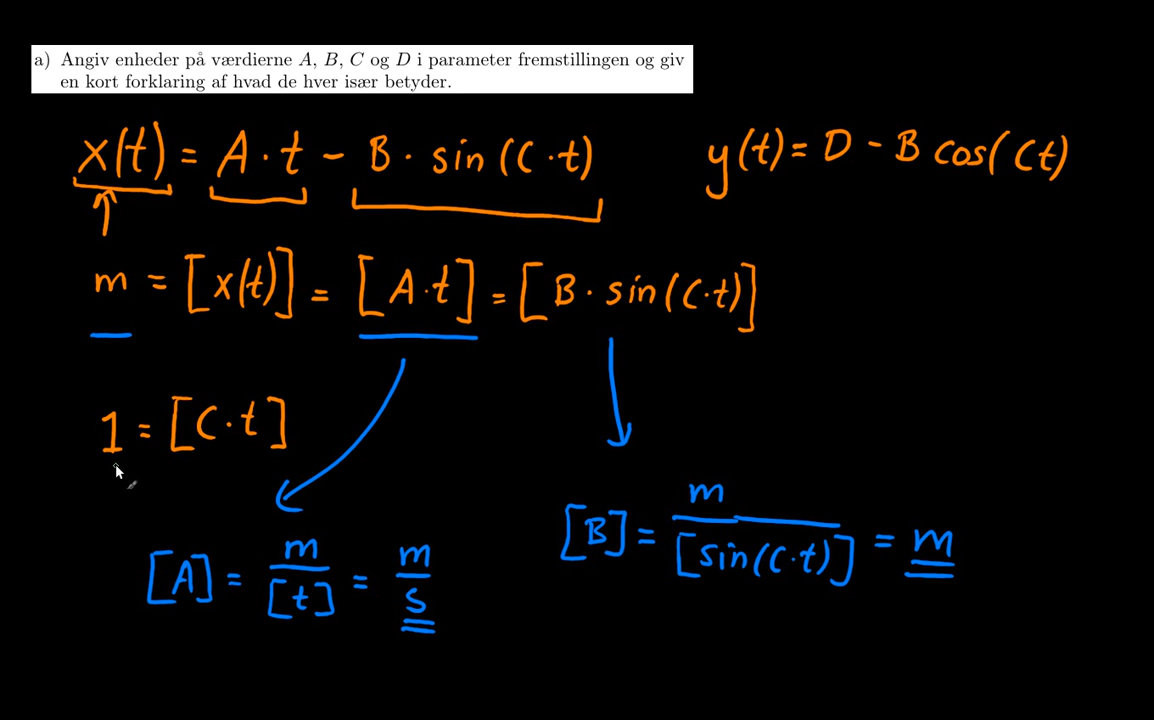 a) Angiv enheder på værdierne A, B, C og D i parameter fremstillingen og giv
en kort forklaring af hvad de hver især betyder.
x(t) = A · t − B · sin(C · t)
y(t) = D − B cos(Ct)
m = [x(t)] = [A·t] = [B · sin(C·t)]
1 = [C·t]
[A] = m/[t] = m/s
[B] = m/[sin(C·t)] = m